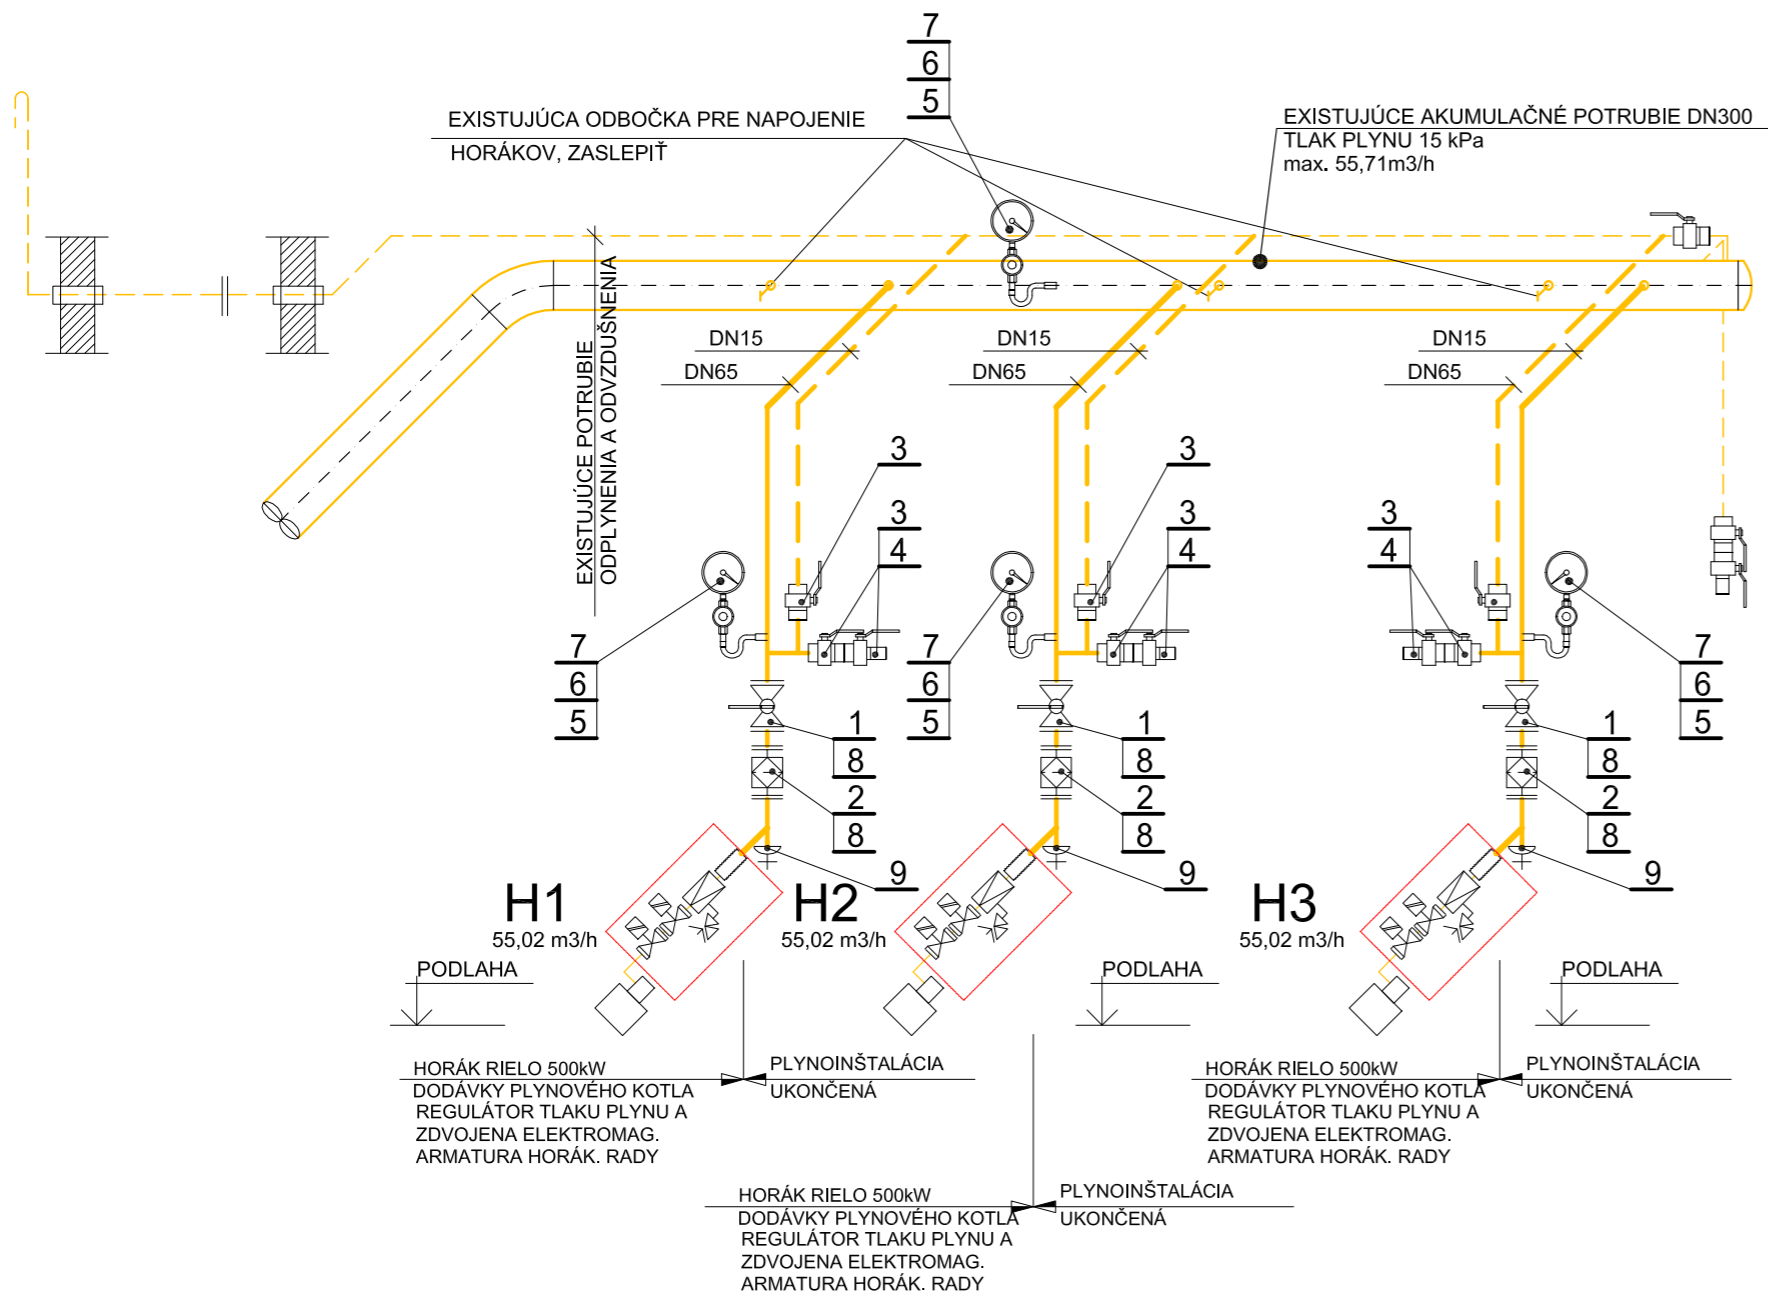 7
6
5
EXISTUJÚCA ODBOČKA PRE NAPOJENIE
HORÁKOV, ZASLEPIŤ
EXISTUJÚCE AKUMULAČNÉ POTRUBIE DN300
TLAK PLYNU 15 kPa
max. 55,71m3/h
EXISTUJÚCE POTRUBIE
ODPLYNENIA A ODVZDUŠNENIA
DN15
DN65
DN15
DN65
DN15
DN65
3
3
4
3
3
4
3
4
7
6
5
7
6
5
7
6
5
1
8
2
8
9
1
8
2
8
9
1
8
2
8
9
H1
55,02 m3/h
H2
55,02 m3/h
H3
55,02 m3/h
PODLAHA
PODLAHA
PODLAHA
HORÁK RIELO 500kW
DODÁVKY PLYNOVÉHO KOTLA
REGULÁTOR TLAKU PLYNU A
ZDVOJENA ELEKTROMAG.
ARMATURA HORÁK. RADY
PLYNOINŠTALÁCIA
UKONČENÁ
HORÁK RIELO 500kW
DODÁVKY PLYNOVÉHO KOTLA
REGULÁTOR TLAKU PLYNU A
ZDVOJENA ELEKTROMAG.
ARMATURA HORÁK. RADY
PLYNOINŠTALÁCIA
UKONČENÁ
HORÁK RIELO 500kW
DODÁVKY PLYNOVÉHO KOTLA
REGULÁTOR TLAKU PLYNU A
ZDVOJENA ELEKTROMAG.
ARMATURA HORÁK. RADY
PLYNOINŠTALÁCIA
UKONČENÁ